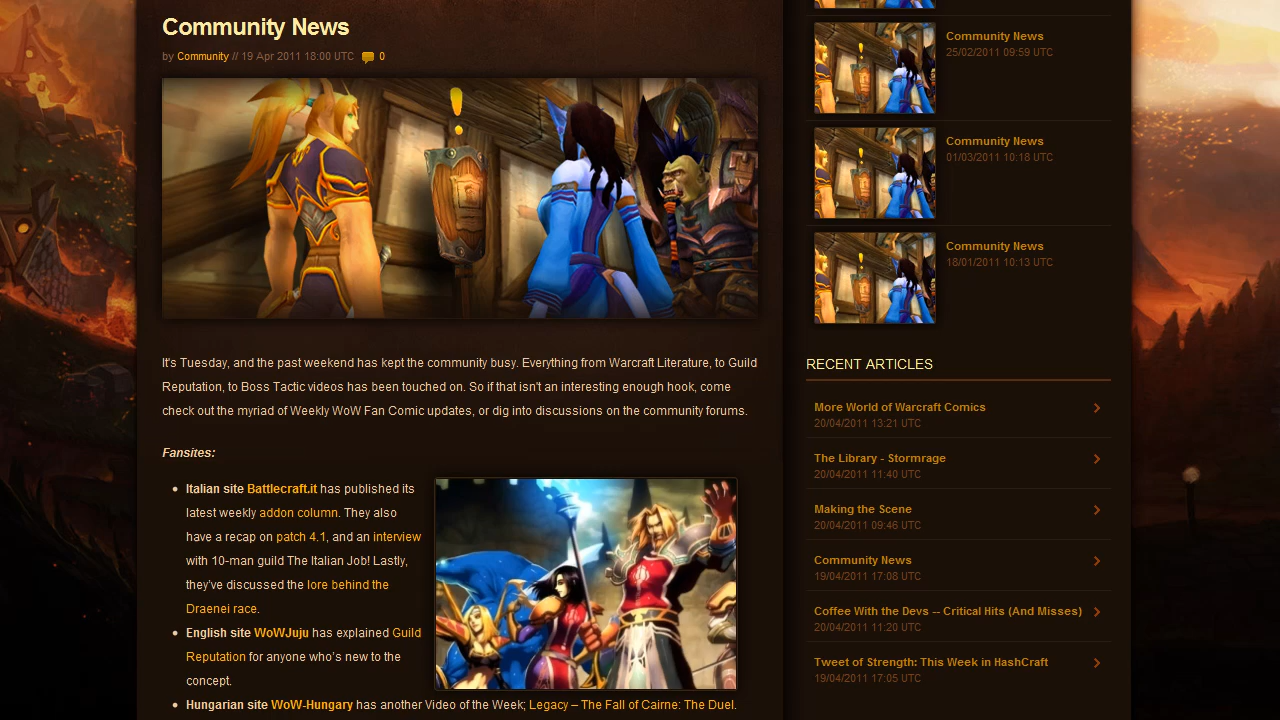 Community News
by Community // 19 Apr 2011 18:00 UTC 0
It's Tuesday, and the past weekend has kept the community busy. Everything from Warcraft Literature, to Guild
Reputation, to Boss Tactic videos has been touched on. So if that isn't an interesting enough hook, come
check out the myriad of Weekly WoW Fan Comic updates, or dig into discussions on the community forums.
Fansites:
• Italian site Battlecraft.it has published its
latest weekly addon column. They also
have a recap on patch 4.1, and an interview
with 10-man guild The Italian Job! Lastly,
they've discussed the lore behind the
Draenei race.
• English site WoWJuju has explained Guild
Reputation for anyone who's new to the
concept.
• Hungarian site WoW-Hungary has another Video of the Week; Legacy – The Fall of Cairne: The Duel.
Community News
25/02/2011 09:59 UTC
Community News
01/03/2011 10:18 UTC
Community News
18/01/2011 10:13 UTC
RECENT ARTICLES
More World of Warcraft Comics
20/04/2011 13:21 UTC
The Library - Stormrage
20/04/2011 11:40 UTC
Making the Scene
20/04/2011 09:46 UTC
Community News
19/04/2011 17:08 UTC
Coffee With the Devs -- Critical Hits (And Misses)
20/04/2011 11:20 UTC
Tweet of Strength: This Week in HashCraft
19/04/2011 17:05 UTC